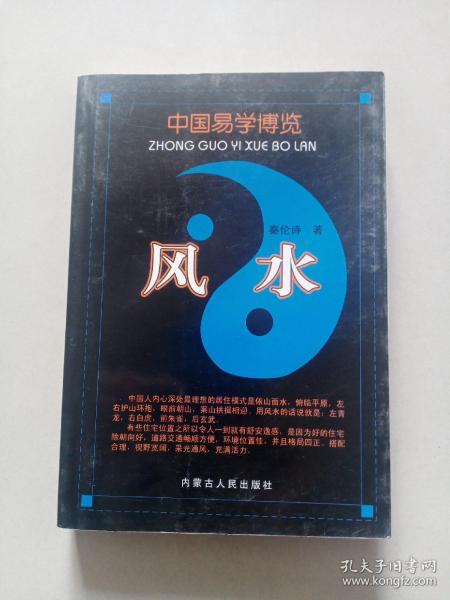 中国易学博览
ZHONG GUO YI XUE BO LAN
秦伦诗 著
风水
中国人内心深处最理想的居住模式是依山面水，俯临平原，左
右护山环抱，眼前朝山，案山拱揖相迎。用风水的话说就是：左青
龙，右白虎，前朱雀，后玄武。
有些住宅位置之所以令人一到就有舒安逸感，是因为好的住宅
除朝向好，道路交通畅顺方便，环境位置佳，并且格局四正，搭配
合理，视野宽阔，采光通风，充满活力。
内蒙古人民出版社
孔夫子旧书网
www.kongfz.com